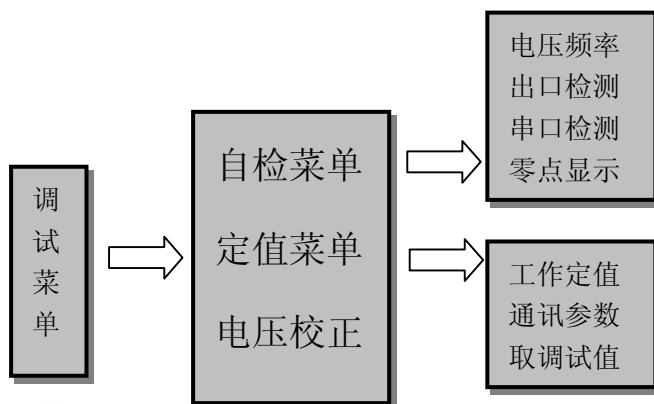 调试菜单
自检菜单
定值菜单
电压校正
电压频率
出口检测
串口检测
零点显示
工作定值
通讯参数
取调试值